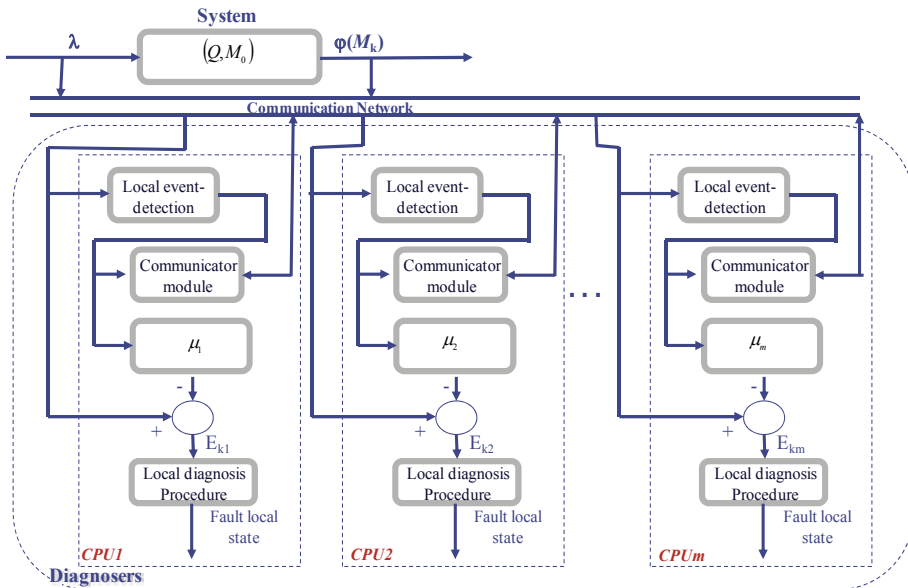 System
λ
(Q,M₀)
φ(Mₖ)
Communication Network
Local event-
detection
Communicator
module
μ₁
-
+
Eₖ₁
Local diagnosis
Procedure
Fault local
state
CPU1
Local event-
detection
Communicator
module
μ₂
-
+
Eₖ₂
Local diagnosis
Procedure
Fault local
state
CPU2
...
Local event-
detection
Communicator
module
μₘ
-
+
Eₖₘ
Local diagnosis
Procedure
Fault local
state
CPUm
Diagnosers